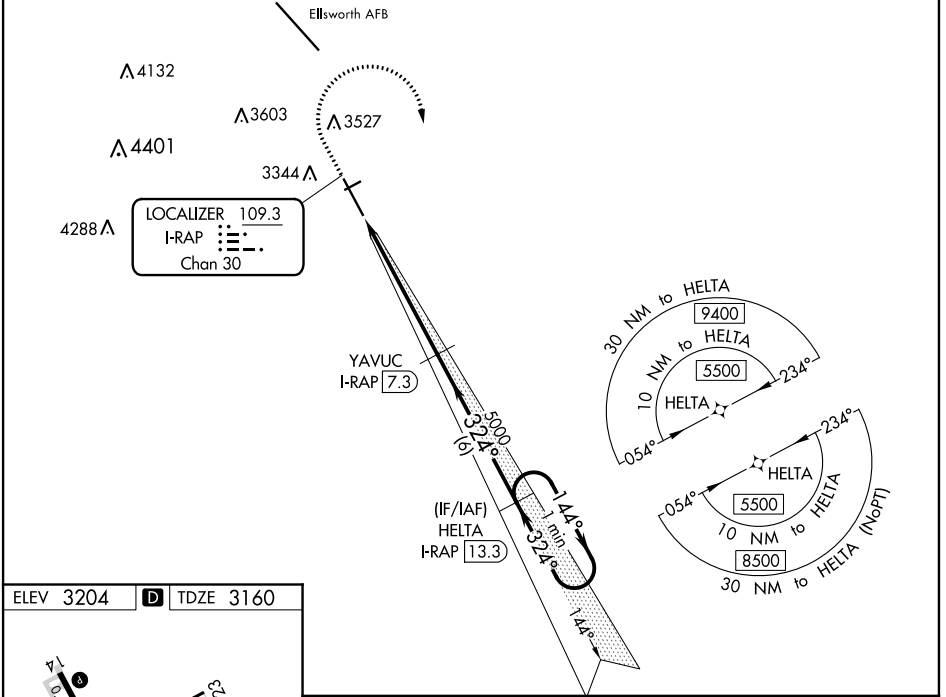 Ellsworth AFB
4132
3603
3527
4401
3344
4288
LOCALIZER 109.3
I-RAP
Chan 30
30 NM to HELTA
9400
10 NM to HELTA
5500
HELTA
234°
054°
YAVUC
I-RAP 7.3
5000
324°
(6)
234°
HELTA
054°
5500
10 NM to HELTA
8500
30 NM to HELTA (NoPT)
(IF/IAF)
HELTA
I-RAP 13.3
144°
1 min
324°
144°
ELEV 3204 D TDZE 3160
14
P
23